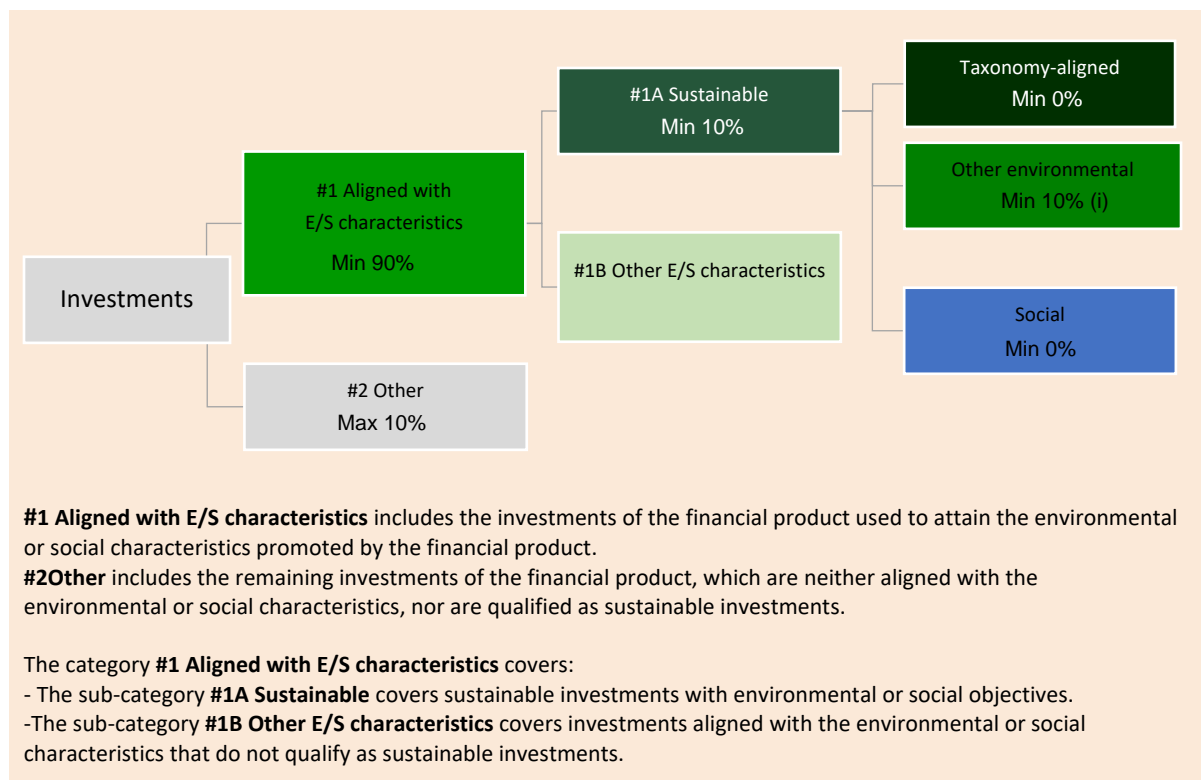 Taxonomy-aligned
Min 0%
#1A Sustainable
Min 10%
Other environmental
Min 10% (i)
#1 Aligned with
E/S characteristics
Min 90%
#1B Other E/S characteristics
Investments
Social
Min 0%
#2 Other
Max 10%
#1 Aligned with E/S characteristics includes the investments of the financial product used to attain the environmental
or social characteristics promoted by the financial product.
#2Other includes the remaining investments of the financial product, which are neither aligned with the
environmental or social characteristics, nor are qualified as sustainable investments.
The category #1 Aligned with E/S characteristics covers:
- The sub-category #1A Sustainable covers sustainable investments with environmental or social objectives.
-The sub-category #1B Other E/S characteristics covers investments aligned with the environmental or social
characteristics that do not qualify as sustainable investments.